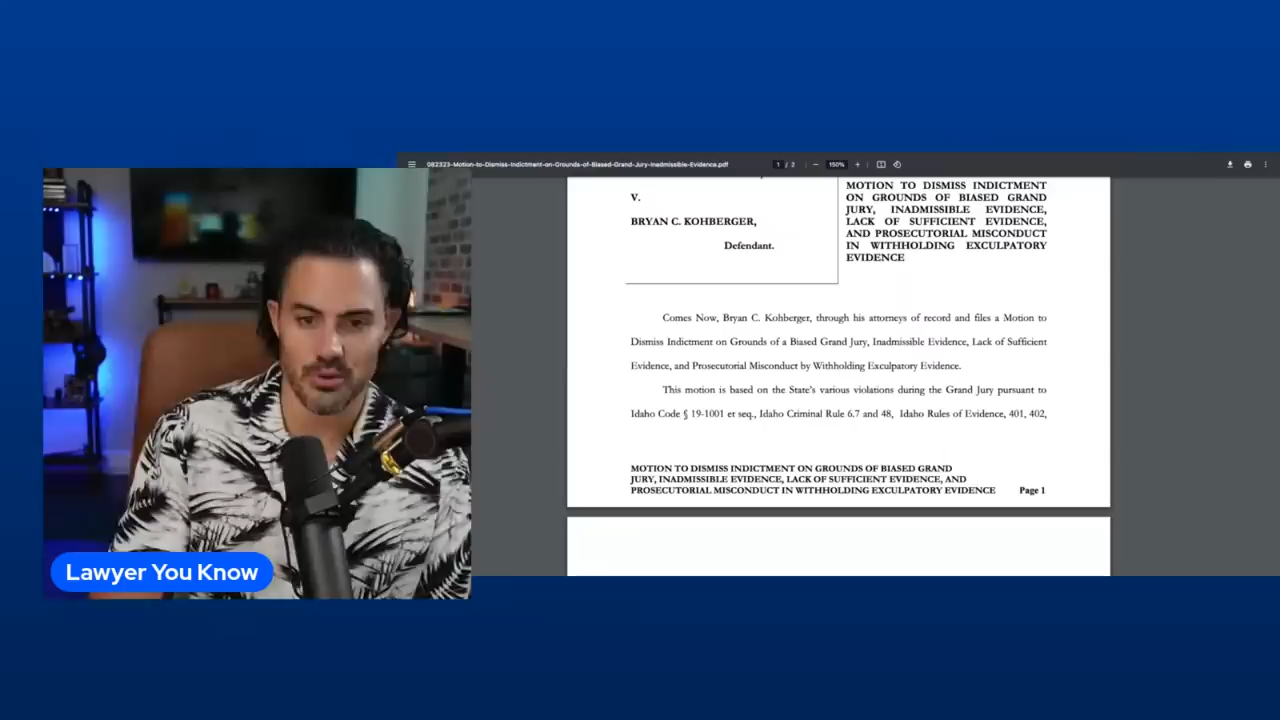 082323-Motion-to-Dismiss-Indictment-on-Grounds-of-Biased-Grand-Jury-Inadmissible-Evidence.pdf
1 / 2
150%
V.
BRYAN C. KOHBERGER,
Defendant.
MOTION TO DISMISS INDICTMENT
ON GROUNDS OF BIASED GRAND
JURY, INADMISSIBLE EVIDENCE,
LACK OF SUFFICIENT EVIDENCE,
AND PROSECUTORIAL MISCONDUCT
IN WITHHOLDING EXCULPATORY
EVIDENCE
Comes Now, Bryan C. Kohberger, through his attorneys of record and files a Motion to
Dismiss Indictment on Grounds of a Biased Grand Jury, Inadmissible Evidence, Lack of Sufficient
Evidence, and Prosecutorial Misconduct by Withholding Exculpatory Evidence.
This motion is based on the State's various violations during the Grand Jury pursuant to
Idaho Code § 19-1001 et seq., Idaho Criminal Rule 6.7 and 48, Idaho Rules of Evidence, 401, 402,
MOTION TO DISMISS INDICTMENT ON GROUNDS OF BIASED GRAND
JURY, INADMISSIBLE EVIDENCE, LACK OF SUFFICIENT EVIDENCE, AND
PROSECUTORIAL MISCONDUCT IN WITHHOLDING EXCULPATORY EVIDENCE Page 1
Lawyer You Know